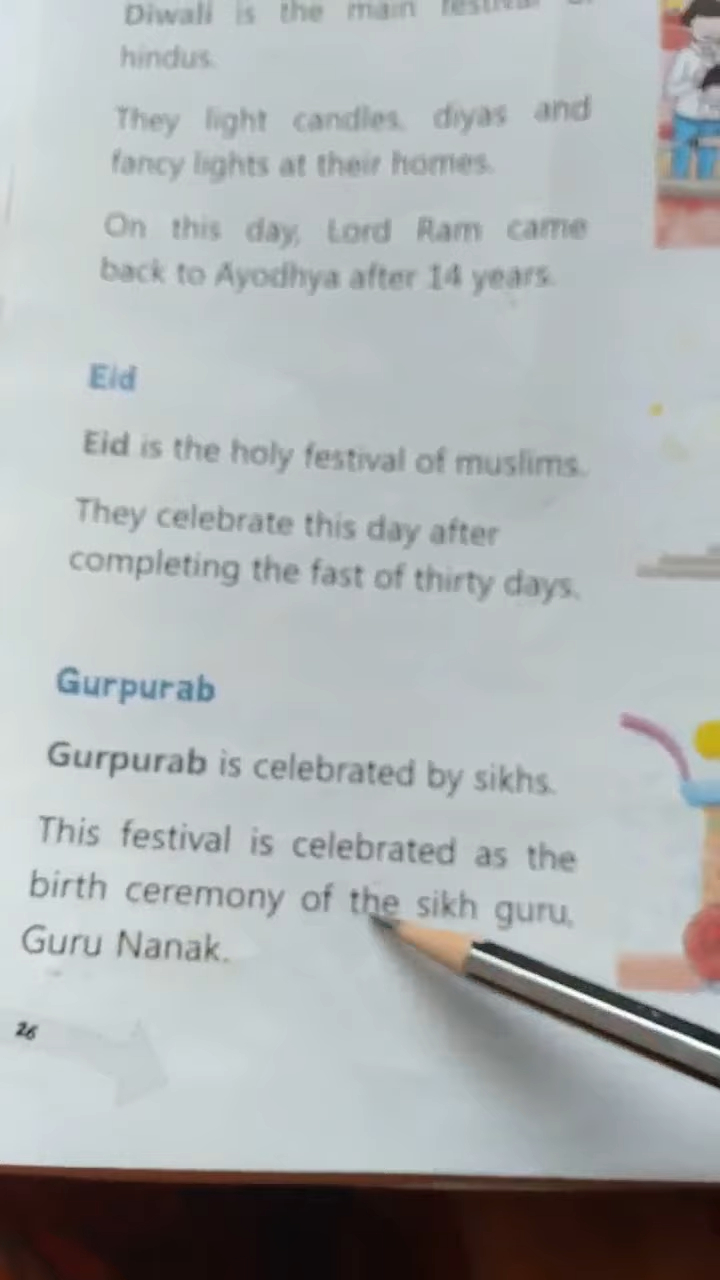 Diwali is the main festival of
hindus.
They light candles, diyas and
fancy lights at their homes.
On this day, Lord Ram came
back to Ayodhya after 14 years.
Eid
Eid is the holy festival of muslims.
They celebrate this day after
completing the fast of thirty days.
Gurpurab
Gurpurab is celebrated by sikhs.
This festival is celebrated as the
birth ceremony of the sikh guru,
Guru Nanak.
26